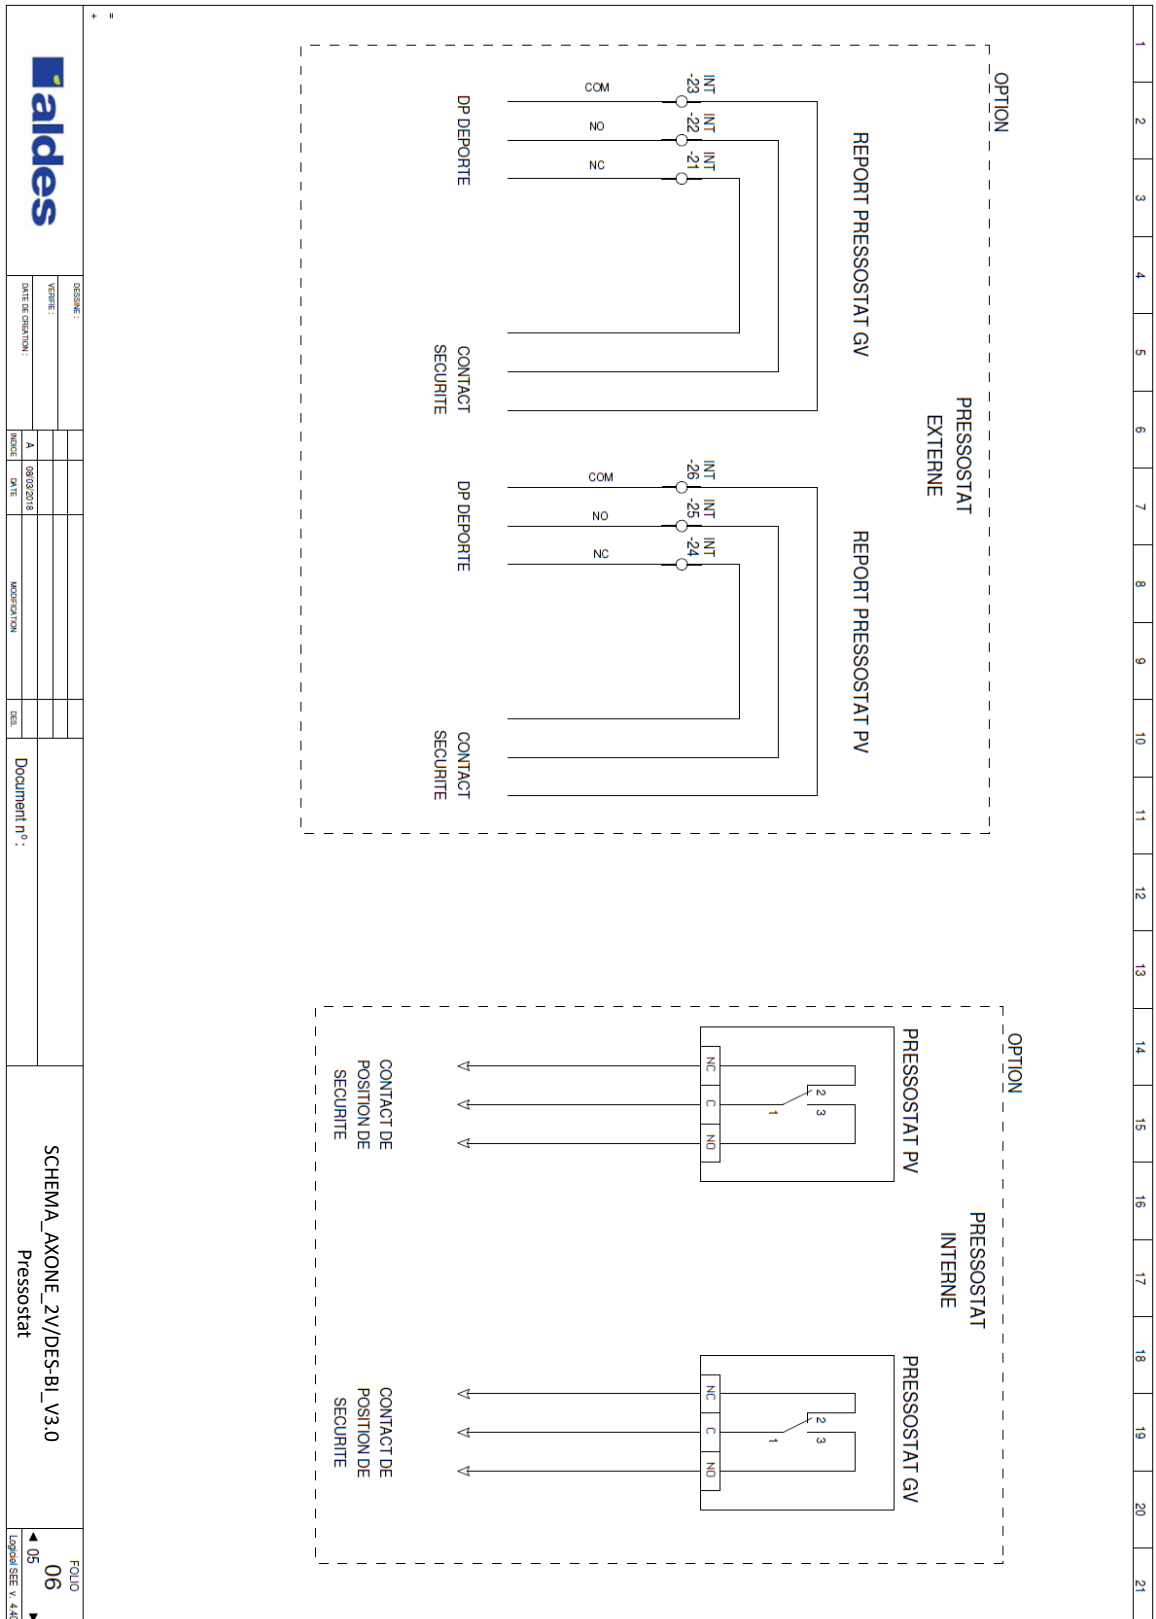 1
2
3
4
5
6
7
8
9
10
11
12
13
14
15
16
17
18
19
20
21
OPTION
PRESSOSTAT
EXTERNE
REPORT PRESSOSTAT GV
INT
-23
INT
-22
INT
-21
COM
NO
NC
DP DEPORTE
CONTACT
SECURITE
REPORT PRESSOSTAT PV
INT
-26
INT
-25
INT
-24
COM
NO
NC
DP DEPORTE
CONTACT
SECURITE
OPTION
PRESSOSTAT
INTERNE
PRESSOSTAT PV
2
3
1
NC
C
NO
CONTACT DE
POSITION DE
SECURITE
PRESSOSTAT GV
2
3
1
NC
C
NO
CONTACT DE
POSITION DE
SECURITE
=
+
aldes
DESSINE :
VERIFIE :
DATE DE CREATION :
A
08/03/2018
INDICE
DATE
MODIFICATION
DES.
Document n° :
SCHEMA_AXONE_2V/DES-BI_V3.0
Pressostat
FOLIO
06
◄ 05
►
Logiciel SEE v. 4.40